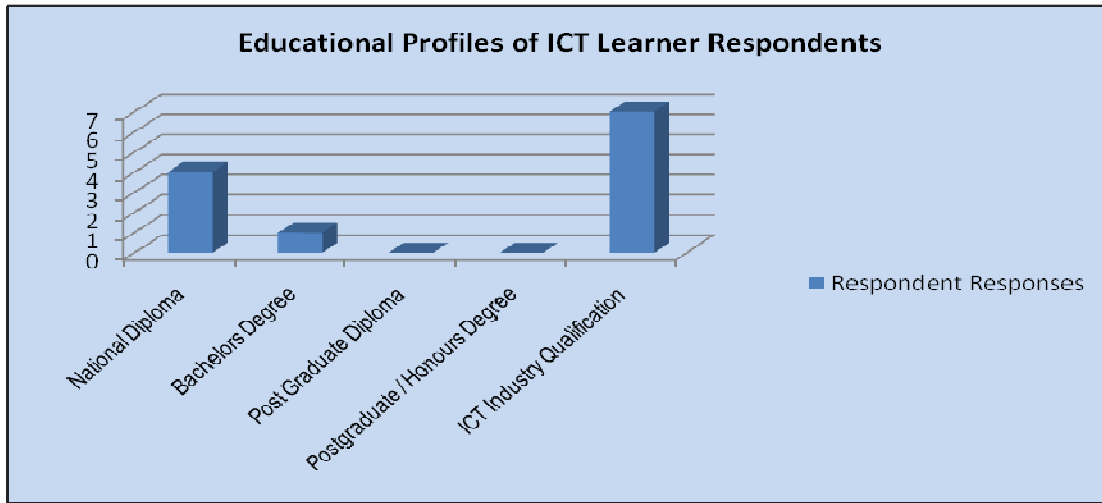 Educational Profiles of ICT Learner Respondents
7
6
5
4
3
2
1
0
National Diploma
Bachelors Degree
Post Graduate Diploma
Postgraduate / Honours Degree
ICT Industry Qualification
Respondent Responses